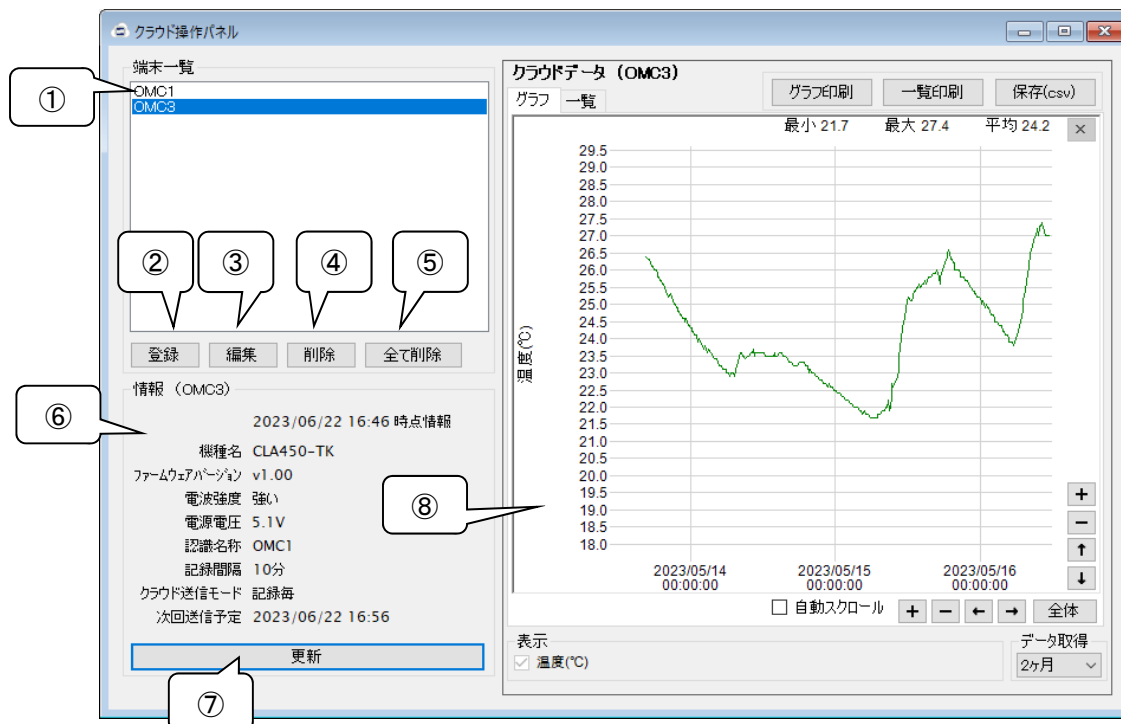 クラウド操作パネル
端末一覧
①
OMC1
OMC3
②
③
④
⑤
登録
編集
削除
全て削除
情報 (OMC3)
⑥
2023/06/22 16:46 時点情報
機種名 CLA450-TK
ファームウェアバージョン v1.00
電波強度 強い
電源電圧 5.1V
認識名称 OMC1
記録間隔 10分
クラウド送信モード 記録毎
次回送信予定 2023/06/22 16:56
更新
⑦
クラウドデータ (OMC3)
グラフ 一覧
グラフ印刷
一覧印刷
保存(csv)
最小 21.7 最大 27.4 平均 24.2
29.5
29.0
28.5
28.0
27.5
27.0
26.5
26.0
25.5
25.0
24.5
24.0
23.5
23.0
22.5
22.0
21.5
21.0
20.5
20.0
19.5
19.0
18.5
18.0
温度(℃)
⑧
2023/05/14 2023/05/15 2023/05/16
00:00:00 00:00:00 00:00:00
+
−
↑
↓
自動スクロール + − ← → 全体
表示
温度(℃)
データ取得
2ヶ月